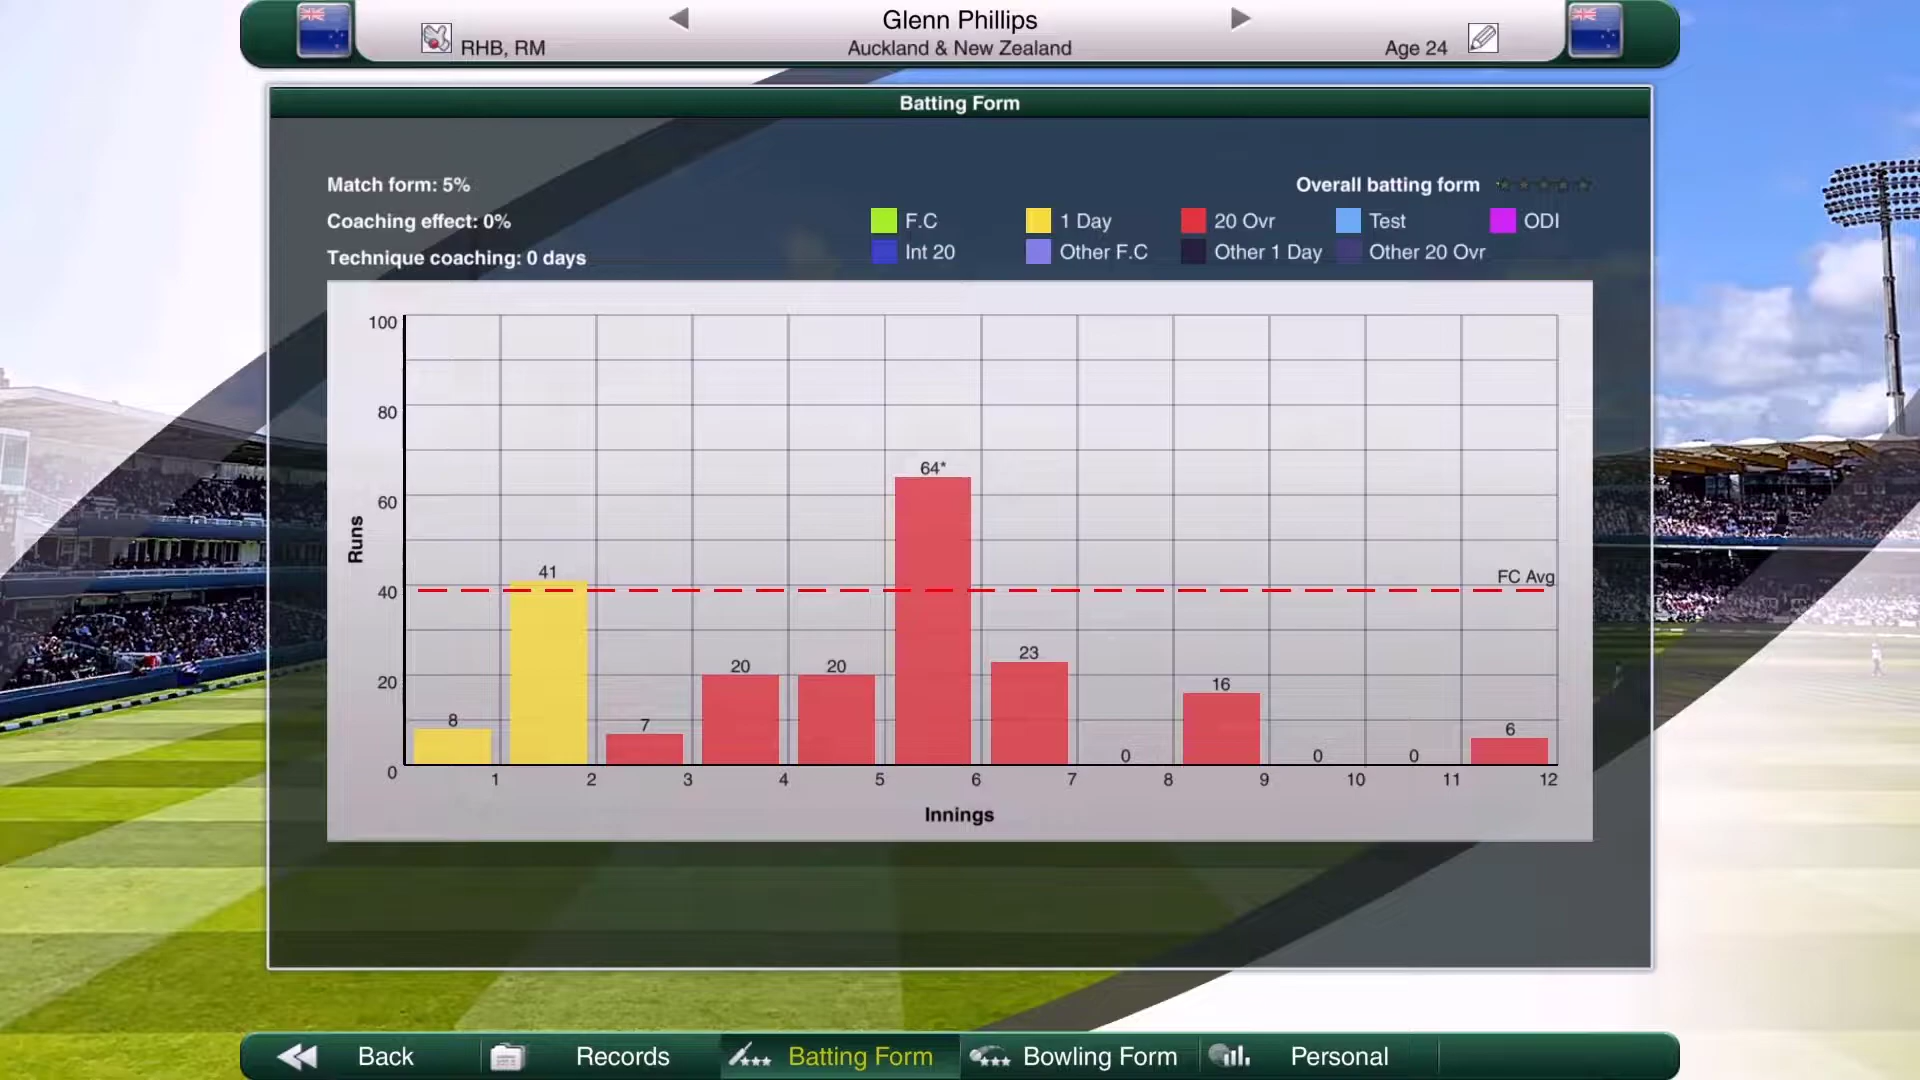 Glenn Phillips
RHB, RM
Auckland & New Zealand
Age 24
Batting Form
Match form: 5%
Overall batting form
Coaching effect: 0%
F.C 1 Day 20 Ovr Test ODI
Technique coaching: 0 days
Int 20 Other F.C Other 1 Day Other 20 Ovr
100
80
64*
60
Runs
41
FC Avg
40
23
20 20
16
20
8 7 6
0 0 0
0 1 2 3 4 5 6 7 8 9 10 11 12
Innings
Back Records Batting Form Bowling Form Personal